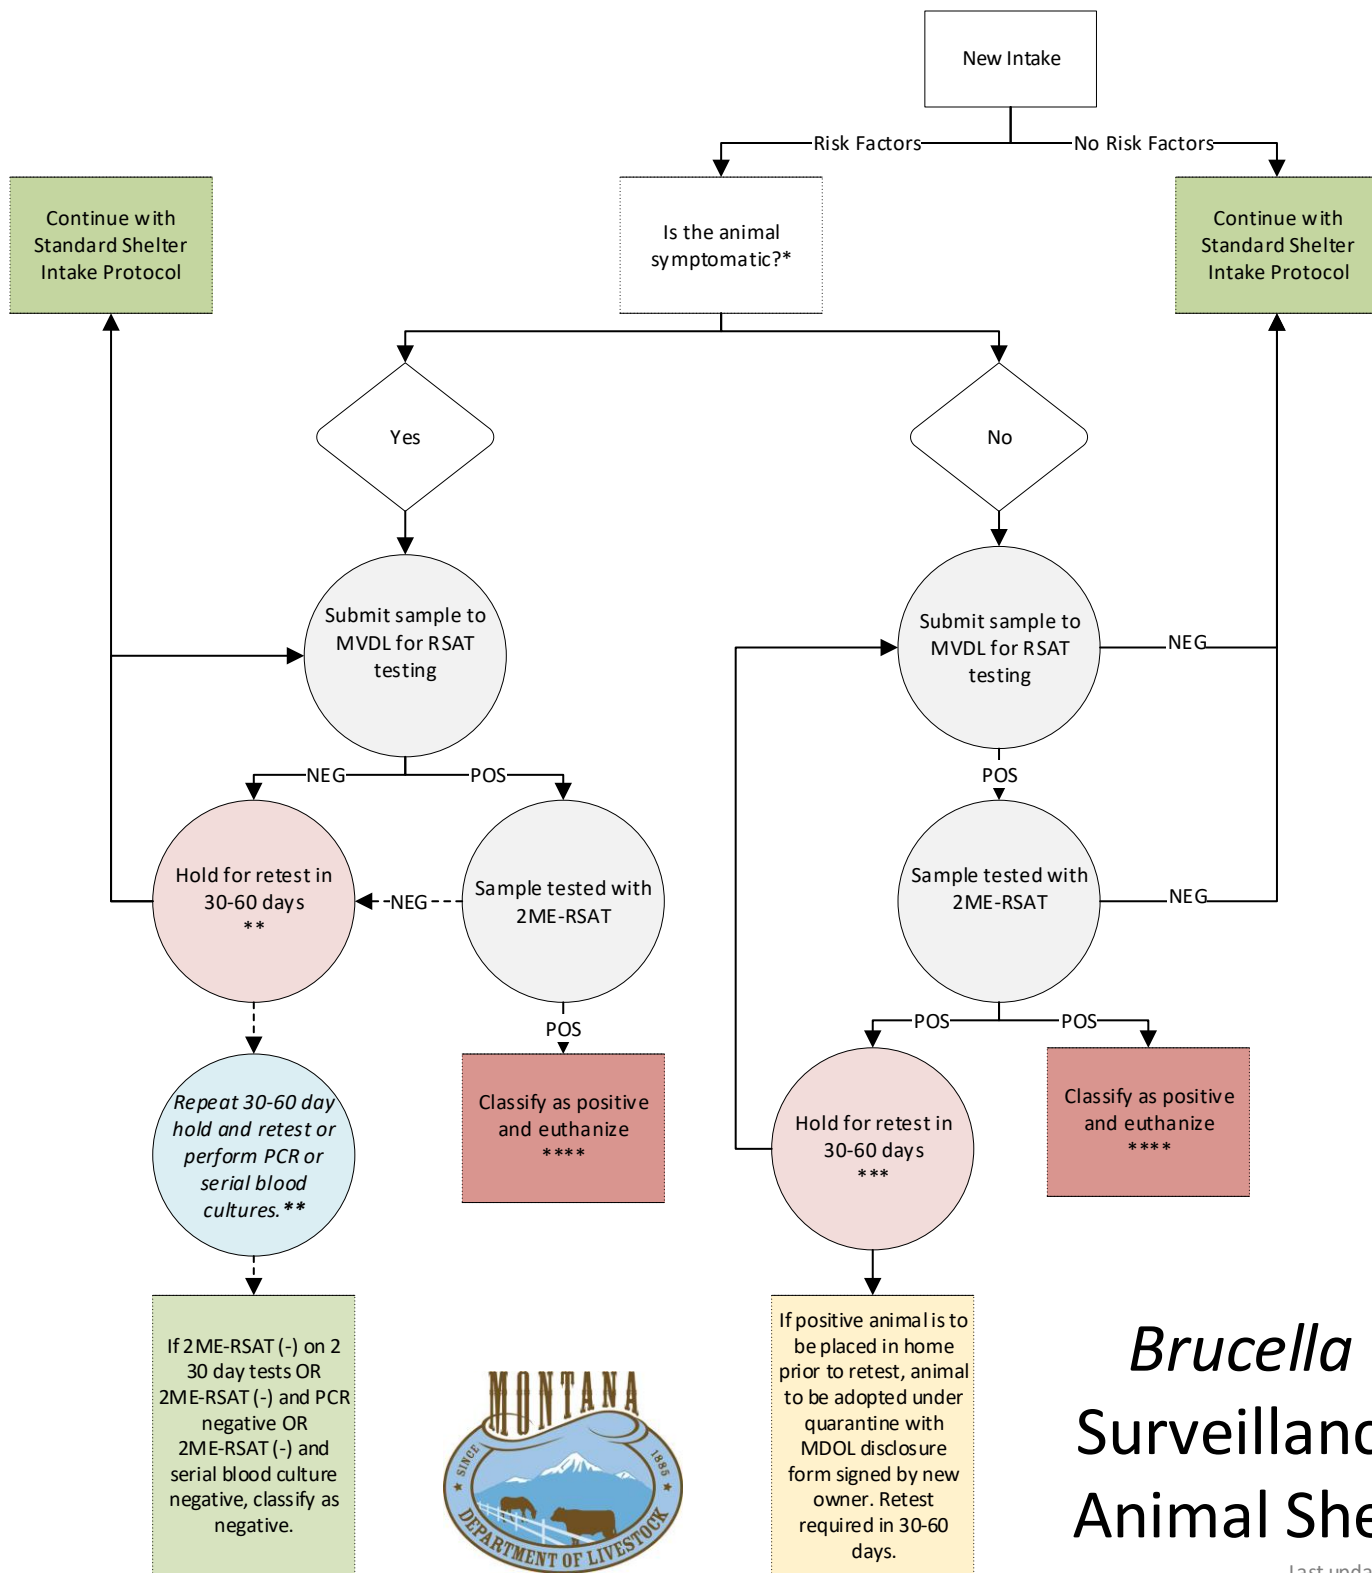 New Intake
Risk Factors
No Risk Factors
Continue with
Standard Shelter
Intake Protocol
Is the animal
symptomatic?*
Continue with
Standard Shelter
Intake Protocol
Yes
No
Submit sample to
MVDL for RSAT
testing
Submit sample to
MVDL for RSAT
testing
NEG
NEG
POS
POS
Hold for retest in
30-60 days
**
NEG
Sample tested with
2ME-RSAT
Sample tested with
2ME-RSAT
NEG
POS
POS
POS
Repeat 30-60 day
hold and retest or
perform PCR or
serial blood
cultures.**
Classify as positive
and euthanize
****
Hold for retest in
30-60 days
***
Classify as positive
and euthanize
****
If 2ME-RSAT (-) on 2
30 day tests OR
2ME-RSAT (-) and PCR
negative OR
2ME-RSAT (-) and
serial blood culture
negative, classify as
negative.
MONTANA
SINCE 1885
DEPARTMENT OF LIVESTOCK
If positive animal is to
be placed in home
prior to retest, animal
to be adopted under
quarantine with
MDOL disclosure
form signed by new
owner. Retest
required in 30-60
days.
Brucella
Surveillanc
Animal She
Last upda